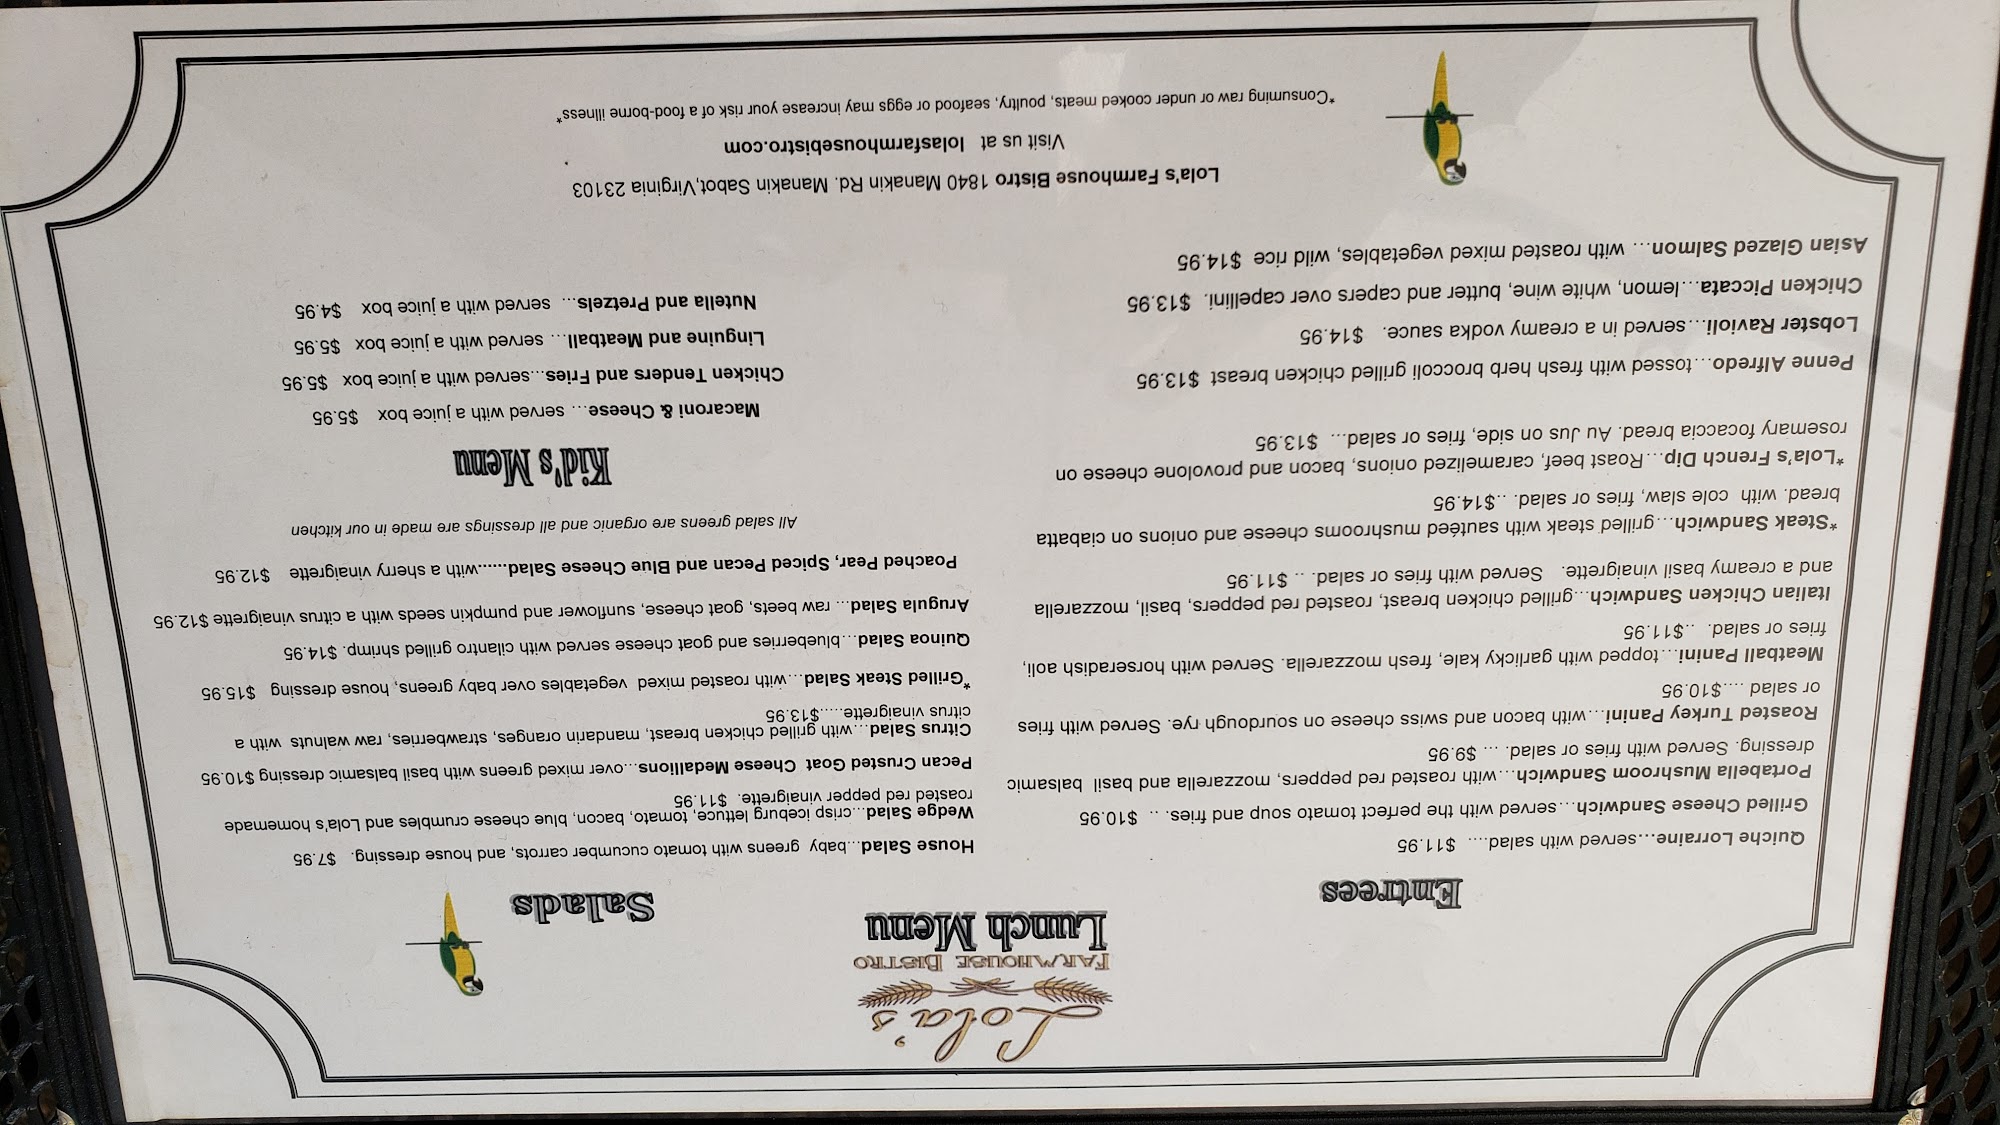 Lola's
FARMHOUSE BISTRO
Lunch Menu
Entrees
Quiche Lorraine...served with salad.... $11.95
Grilled Cheese Sandwich...served with the perfect tomato soup and fries. .. $10.95
Portabella Mushroom Sandwich...with roasted red peppers, mozzarella and basil balsamic
dressing. Served with fries or salad. ... $9.95
Roasted Turkey Panini...with bacon and swiss cheese on sourdough rye. Served with fries
or salad ....$10.95
Meatball Panini...topped with garlicky kale, fresh mozzarella. Served with horseradish aoli,
fries or salad. ..$11.95
Italian Chicken Sandwich...grilled chicken breast, roasted red peppers, basil, mozzarella
and a creamy basil vinaigrette. Served with fries or salad. .. $11.95
*Steak Sandwich...grilled steak with sautéed mushrooms cheese and onions on ciabatta
bread. with cole slaw, fries or salad. ..$14.95
*Lola's French Dip...Roast beef, caramelized onions, bacon and provolone cheese on
rosemary focaccia bread. Au Jus on side, fries or salad... $13.95
Penne Alfredo...tossed with fresh herb broccoli grilled chicken breast $13.95
Lobster Ravioli...served in a creamy vodka sauce. $14.95
Chicken Piccata...lemon, white wine, butter and capers over capellini. $13.95
Asian Glazed Salmon... with roasted mixed vegetables, wild rice $14.95
Salads
House Salad...baby greens with tomato cucumber carrots, and house dressing. $7.95
Wedge Salad...crisp iceburg lettuce, tomato, bacon, blue cheese crumbles and Lola's homemade
roasted red pepper vinaigrette. $11.95
Pecan Crusted Goat Cheese Medallions...over mixed greens with basil balsamic dressing $10.95
Citrus Salad...with grilled chicken breast, mandarin oranges, strawberries, raw walnuts with a
citrus vinaigrette.....$13.95
*Grilled Steak Salad...with roasted mixed vegetables over baby greens, house dressing $15.95
Quinoa Salad...blueberries and goat cheese served with cilantro grilled shrimp. $14.95
Arugula Salad... raw beets, goat cheese, sunflower and pumpkin seeds with a citrus vinaigrette $12.95
Poached Pear, Spiced Pecan and Blue Cheese Salad......with a sherry vinaigrette $12.95
All salad greens are organic and all dressings are made in our kitchen
Kid's Menu
Macaroni & Cheese... served with a juice box $5.95
Chicken Tenders and Fries...served with a juice box $5.95
Linguine and Meatball... served with a juice box $5.95
Nutella and Pretzels... served with a juice box $4.95
Lola's Farmhouse Bistro 1840 Manakin Rd. Manakin Sabot,Virginia 23103
Visit us at lolasfarmhousebistro.com
*Consuming raw or under cooked meats, poultry, seafood or eggs may increase your risk of a food-borne illness*